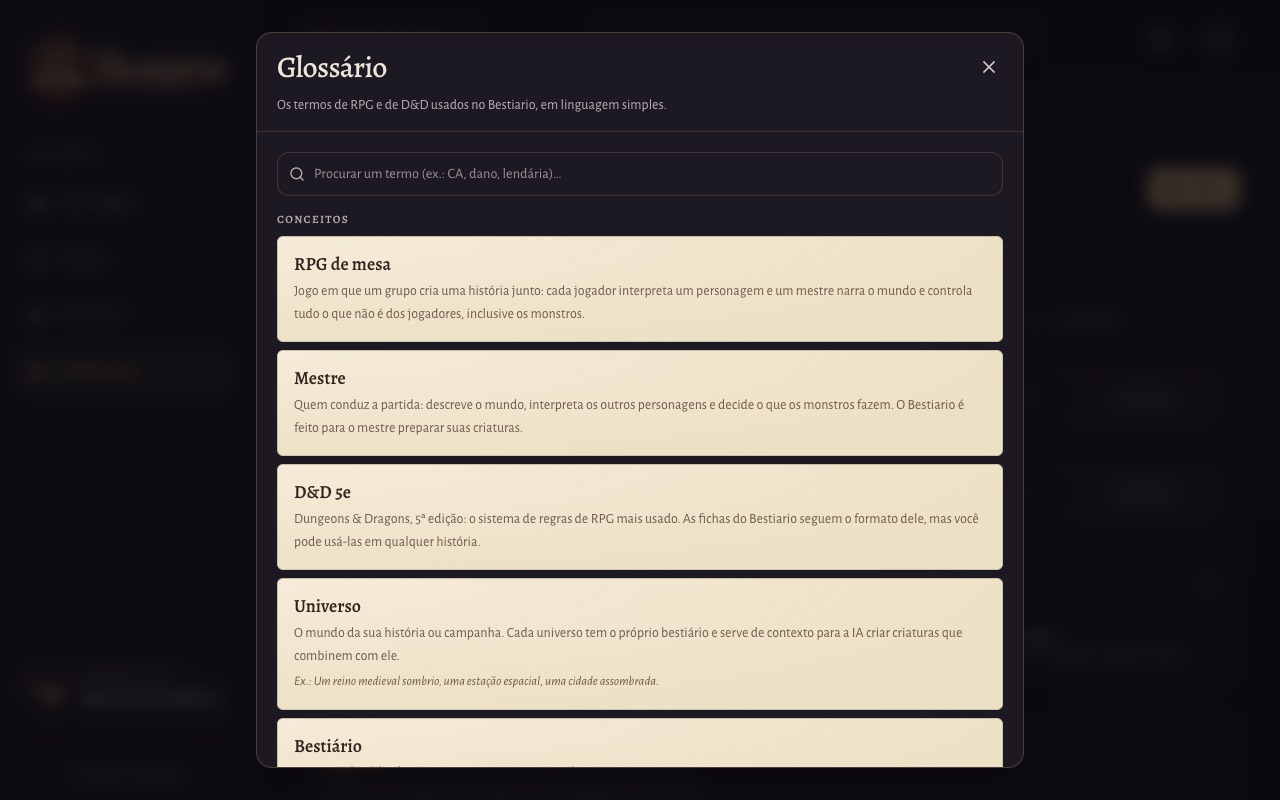 Glossário
Os termos de RPG e de D&D usados no Bestiario, em linguagem simples.
Procurar um termo (ex.: CA, dano, lendária)…
CONCEITOS
RPG de mesa
Jogo em que um grupo cria uma história junto: cada jogador interpreta um personagem e um mestre narra o mundo e controla
tudo o que não é dos jogadores, inclusive os monstros.
Mestre
Quem conduz a partida: descreve o mundo, interpreta os outros personagens e decide o que os monstros fazem. O Bestiario é
feito para o mestre preparar suas criaturas.
D&D 5e
Dungeons & Dragons, 5ª edição: o sistema de regras de RPG mais usado. As fichas do Bestiario seguem o formato dele, mas você
pode usá-las em qualquer história.
Universo
O mundo da sua história ou campanha. Cada universo tem o próprio bestiário e serve de contexto para a IA criar criaturas que
combinem com ele.
Ex.: Um reino medieval sombrio, uma estação espacial, uma cidade assombrada.
Bestiário